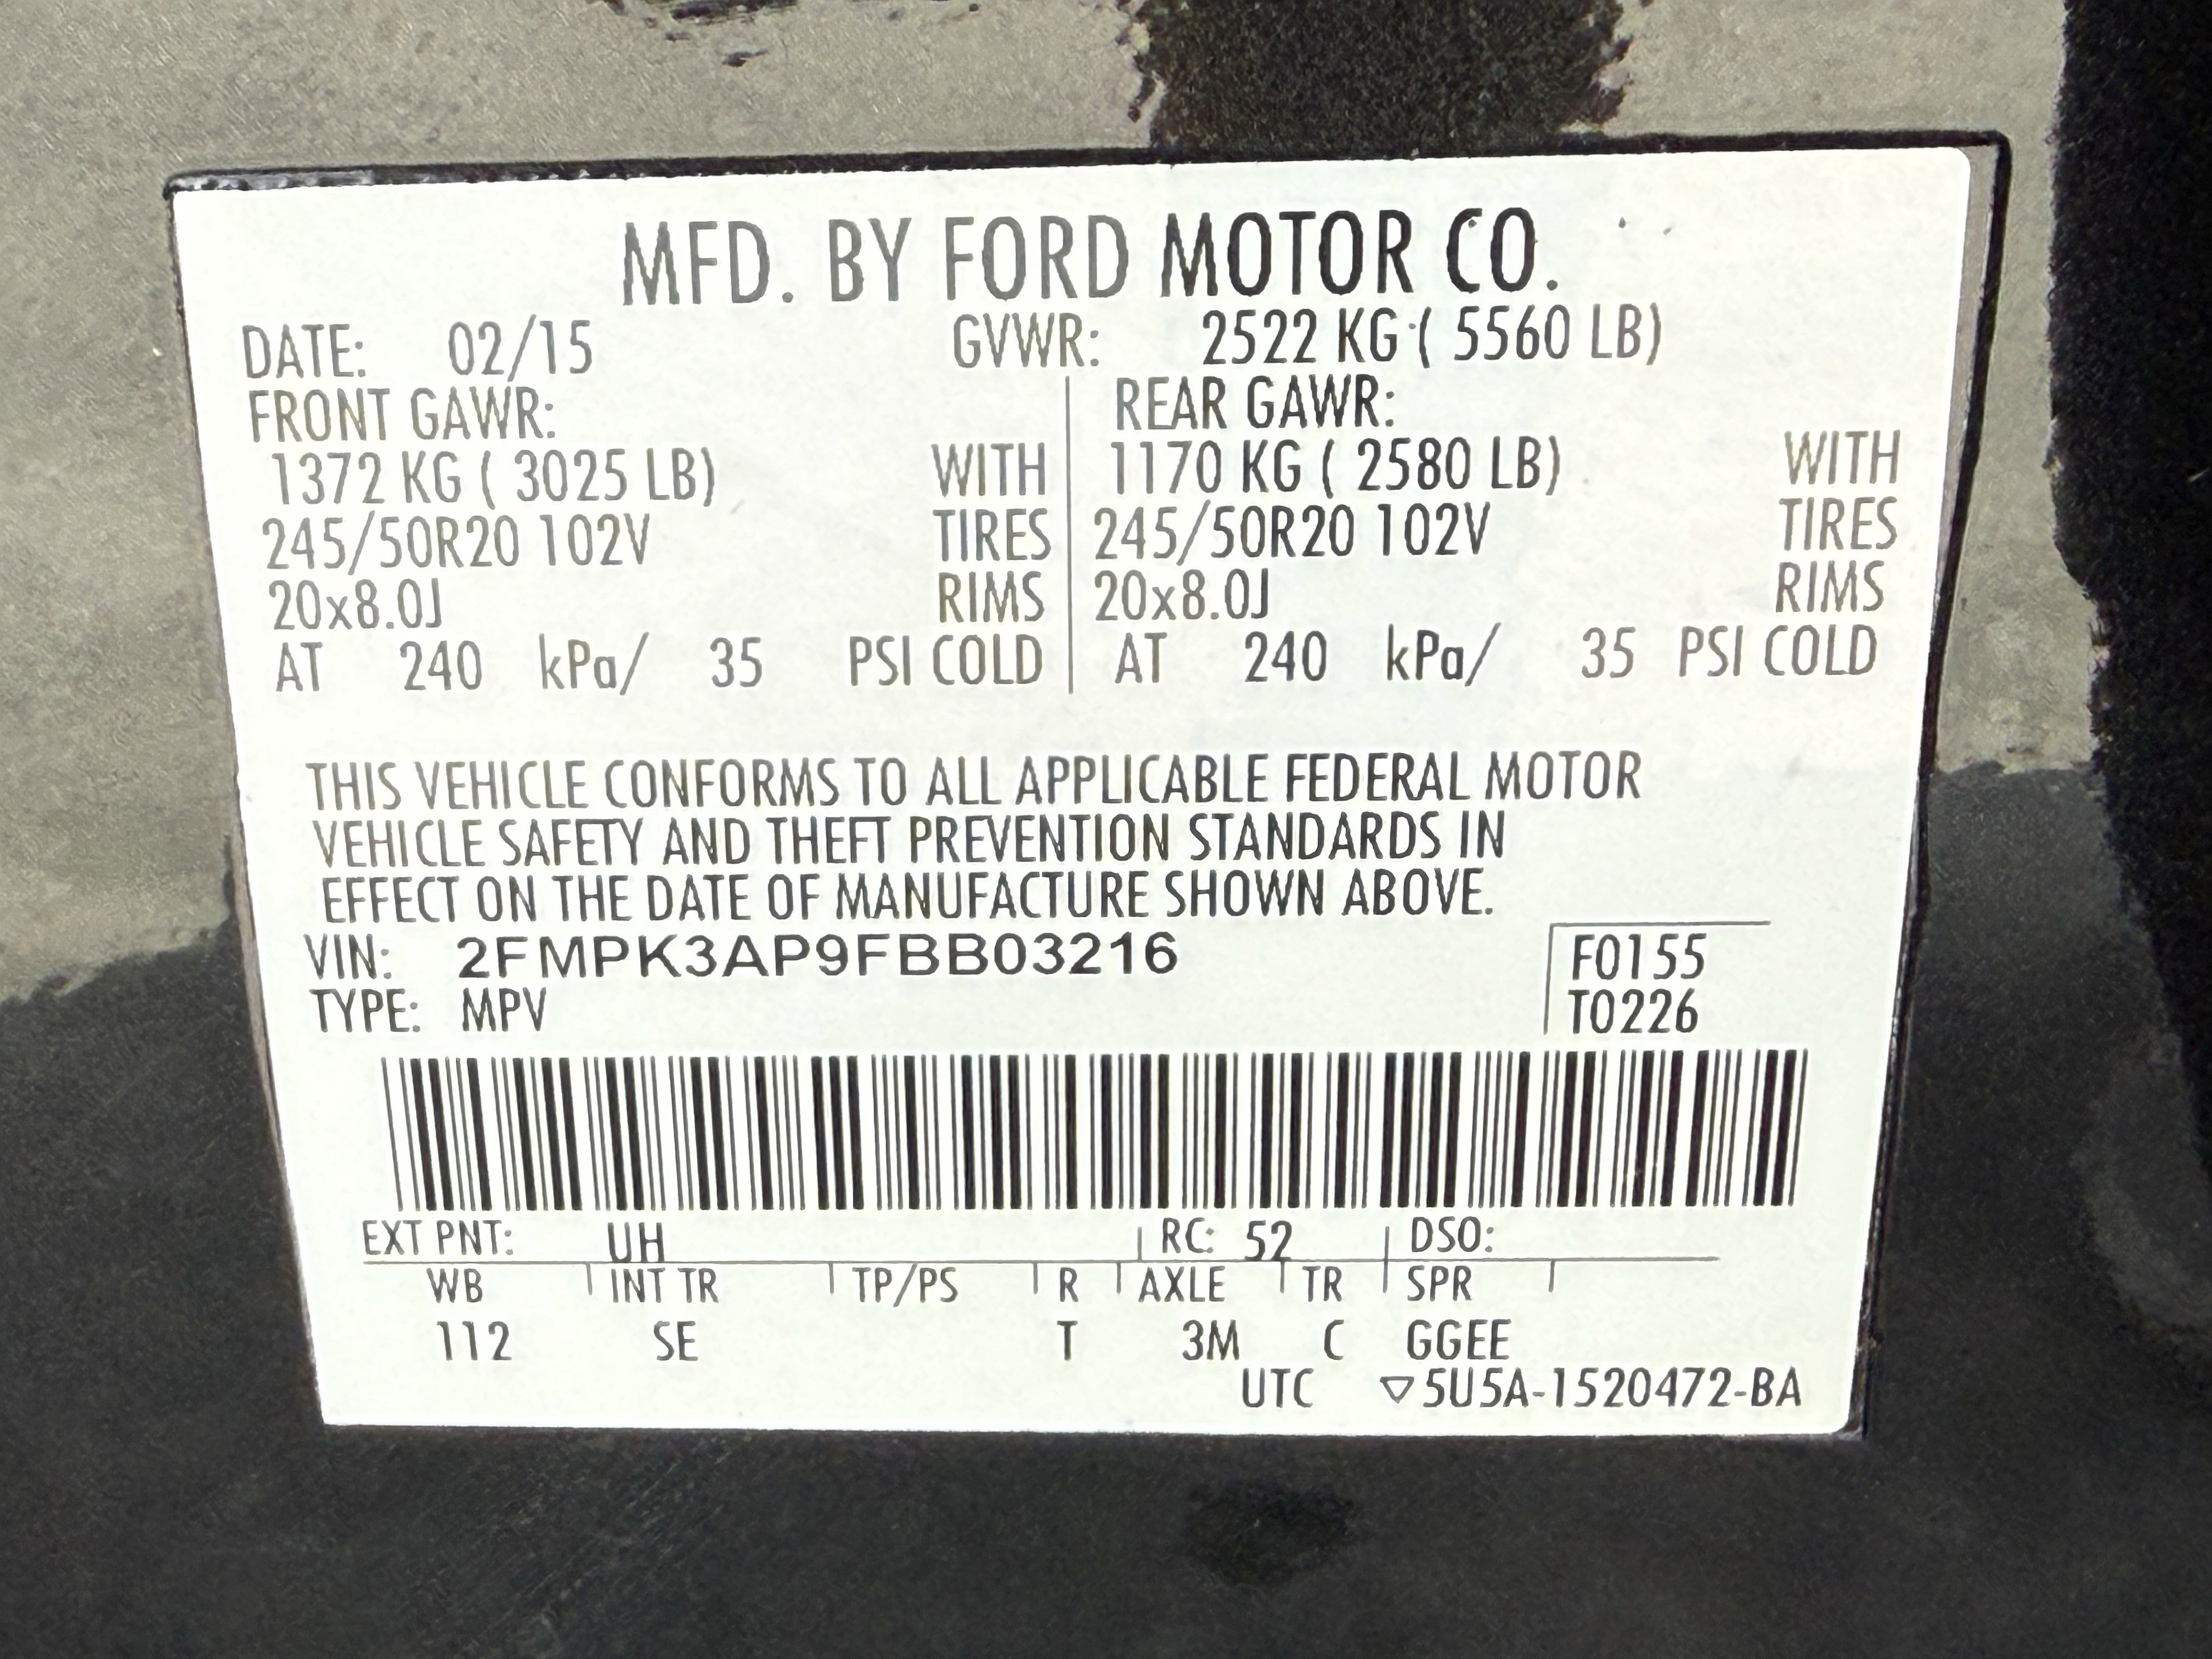 MFD. BY FORD MOTOR CO.
DATE: 02/15 GVWR: 2522 KG ( 5560 LB)
FRONT GAWR: REAR GAWR:
1372 KG ( 3025 LB) WITH 1170 KG ( 2580 LB) WITH
245/50R20 102V TIRES 245/50R20 102V TIRES
20x8.0J RIMS 20x8.0J RIMS
AT 240 kPa/ 35 PSI COLD AT 240 kPa/ 35 PSI COLD
THIS VEHICLE CONFORMS TO ALL APPLICABLE FEDERAL MOTOR
VEHICLE SAFETY AND THEFT PREVENTION STANDARDS IN
EFFECT ON THE DATE OF MANUFACTURE SHOWN ABOVE.
VIN: 2FMPK3AP9FBB03216 F0155
TYPE: MPV T0226
EXT PNT: UH RC: 52 DSO:
WB INT TR TP/PS R AXLE TR SPR
112 SE T 3M C GGEE
UTC ▽5U5A-1520472-BA